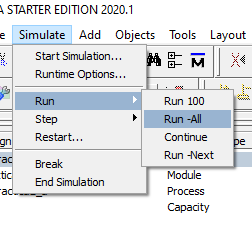 A STARTER EDITION 2020.1
Simulate Add Objects Tools Layout
Start Simulation...
Runtime Options...
Run
Step
Restart...
Break
End Simulation
Run 100
Run -All
Continue
Run -Next
Module
Process
Capacity